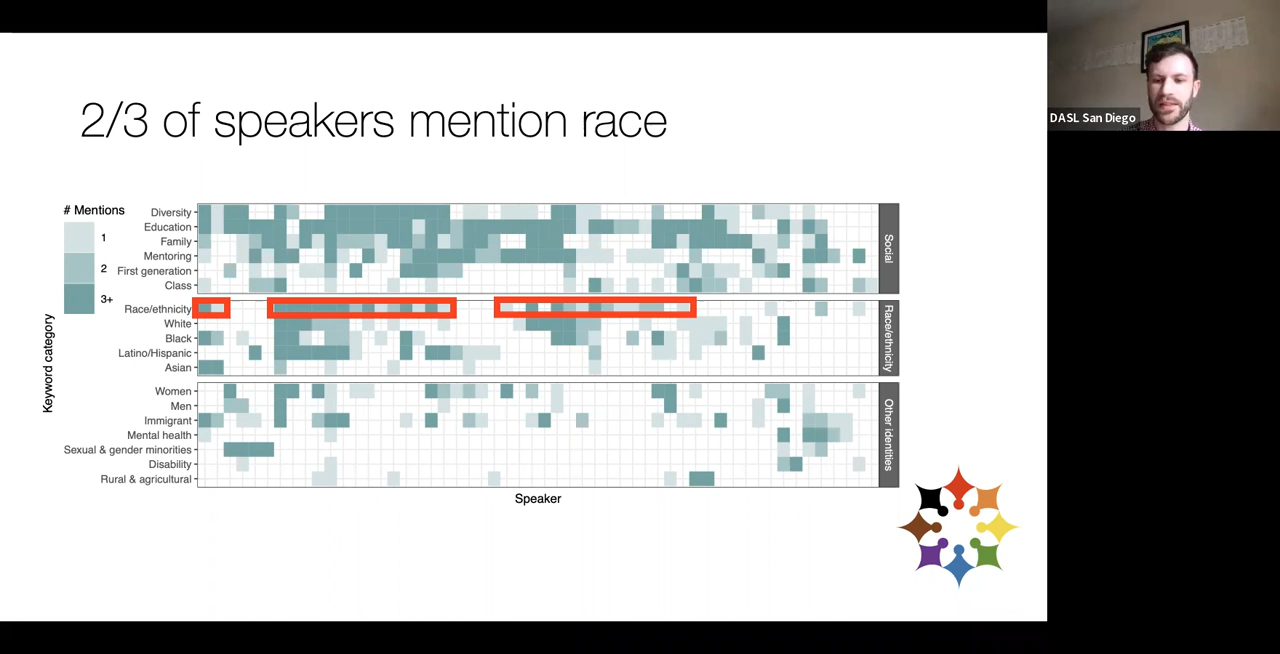 2/3 of speakers mention race
# Mentions
1
2
3+
Keyword category
Diversity
Education
Family
Mentoring
First generation
Class
Social
Race/ethnicity
White
Black
Latino/Hispanic
Asian
Race/ethnicity
Women
Men
Immigrant
Mental health
Sexual & gender minorities
Disability
Rural & agricultural
Other identities
Speaker
DASL San Diego